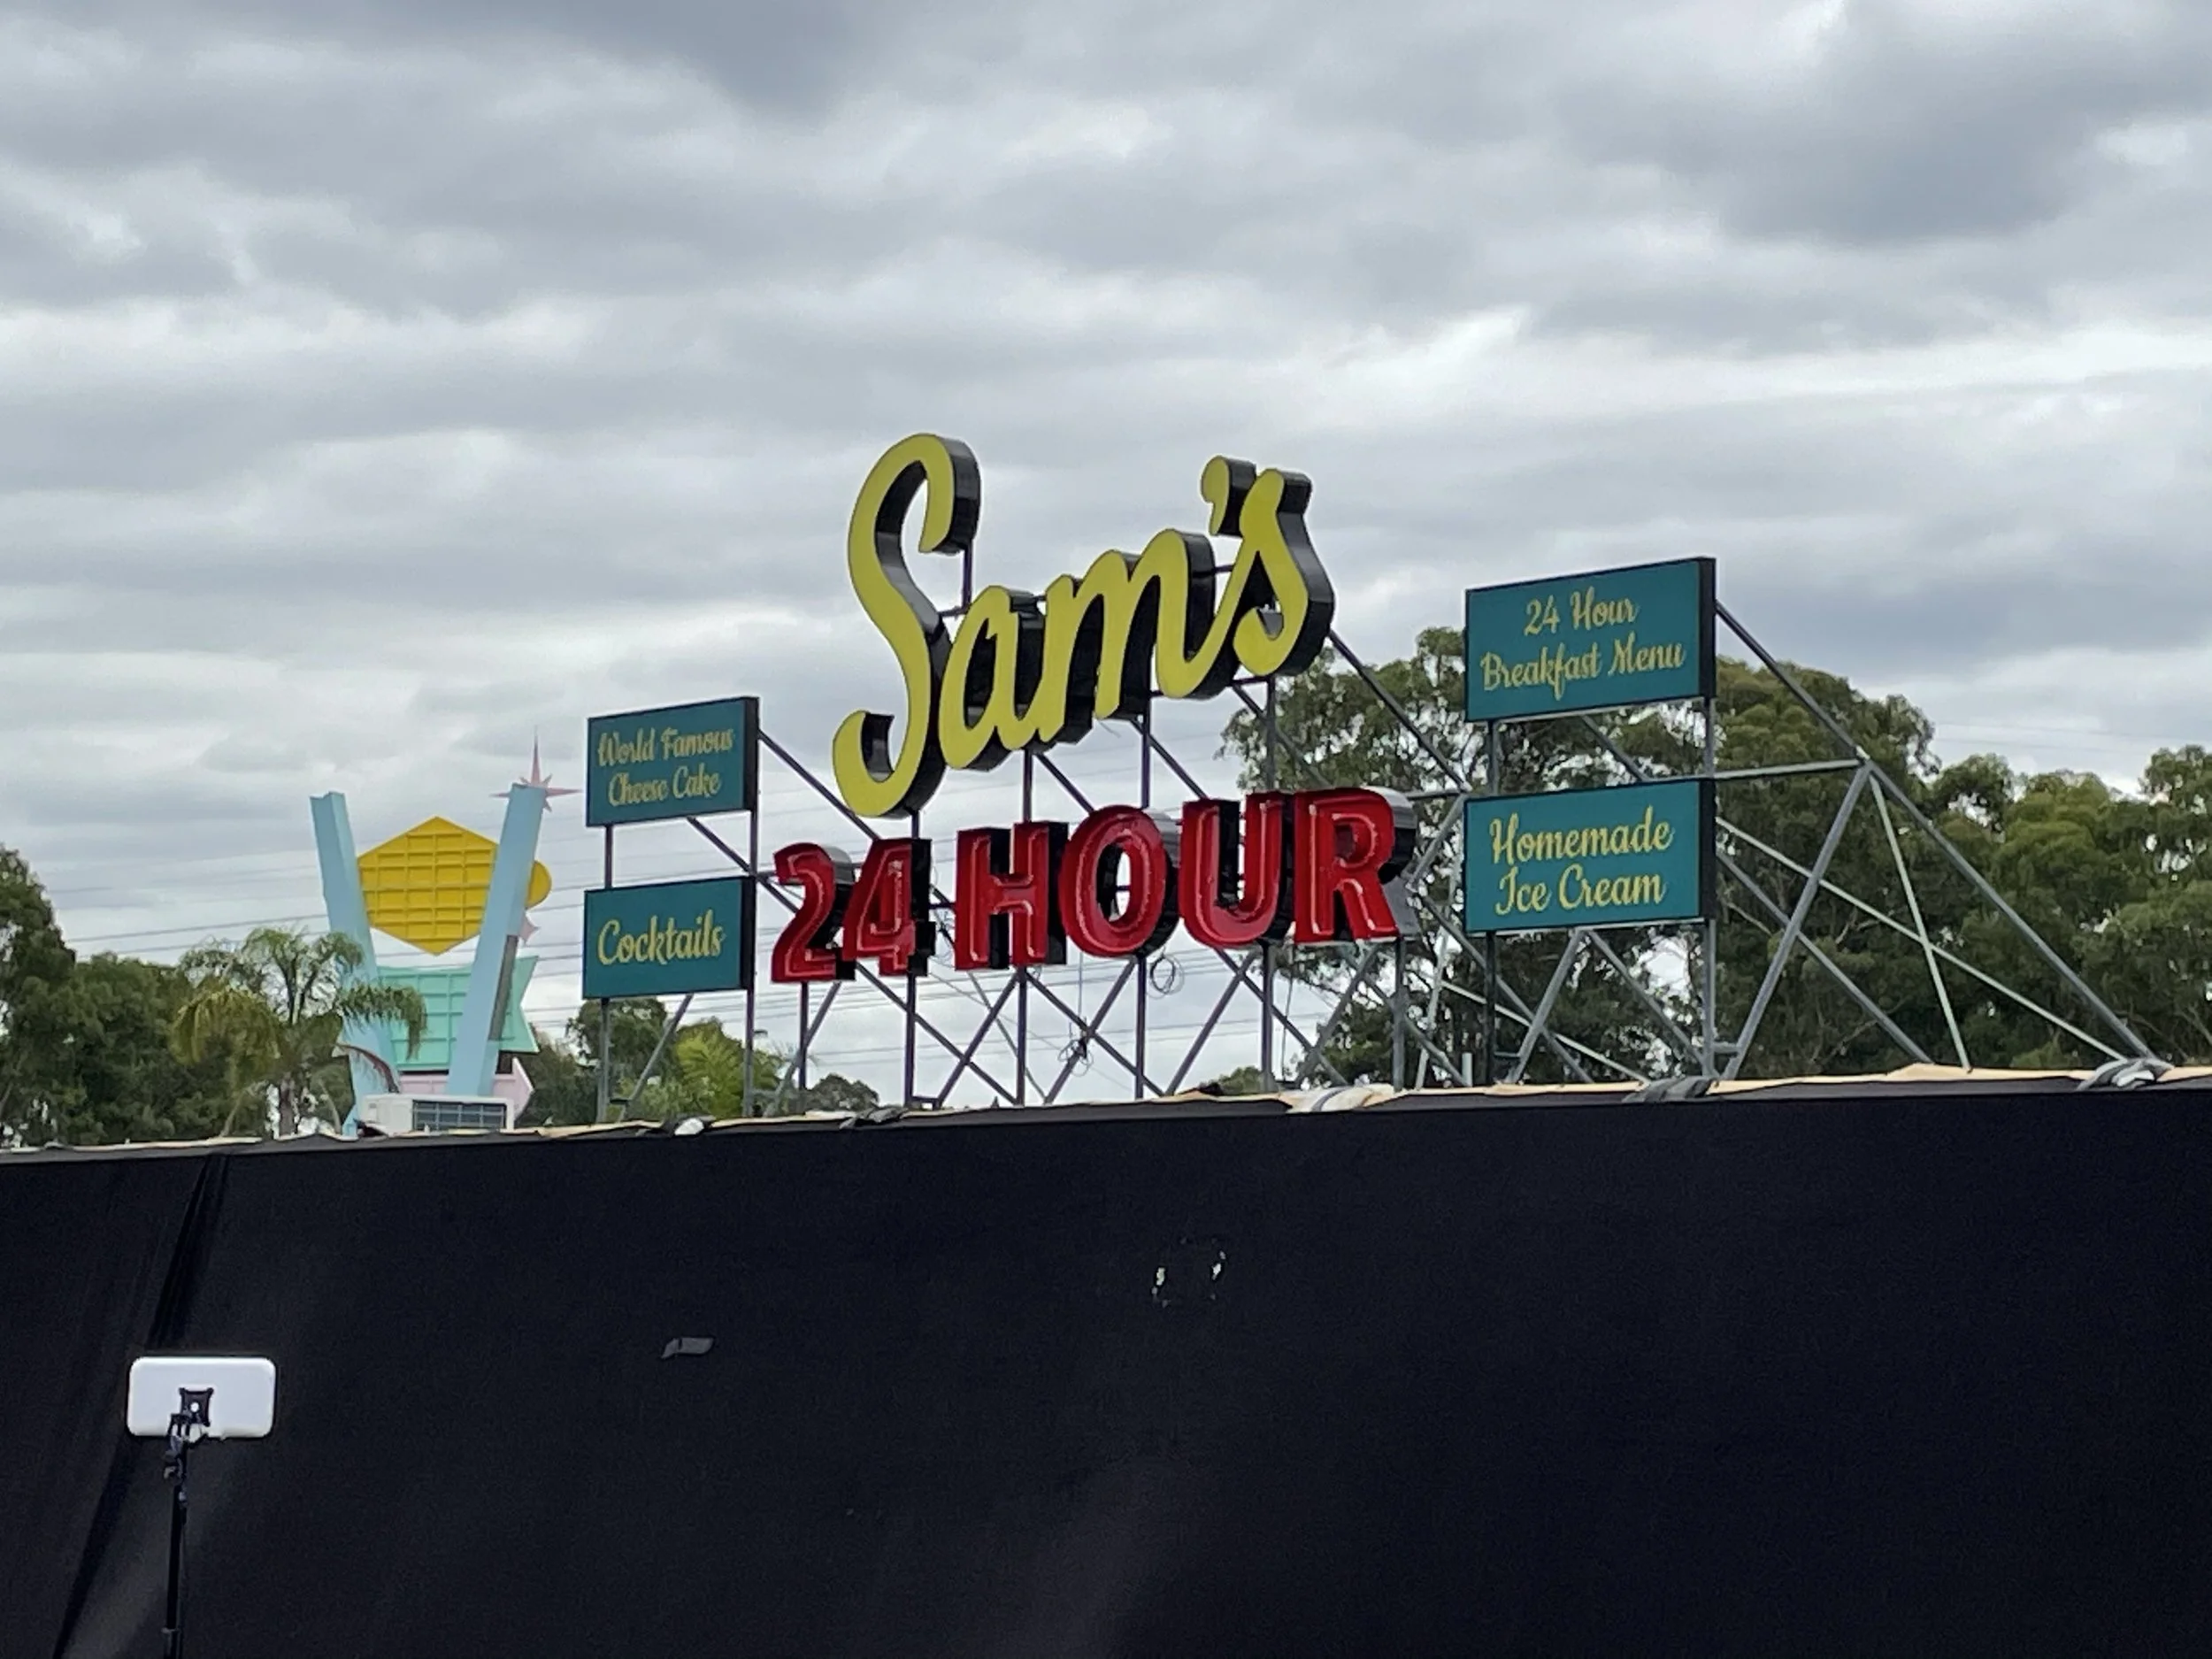 Sam's
24 HOUR
World Famous
Cheese Cake
Cocktails
24 Hour
Breakfast Menu
Homemade
Ice Cream